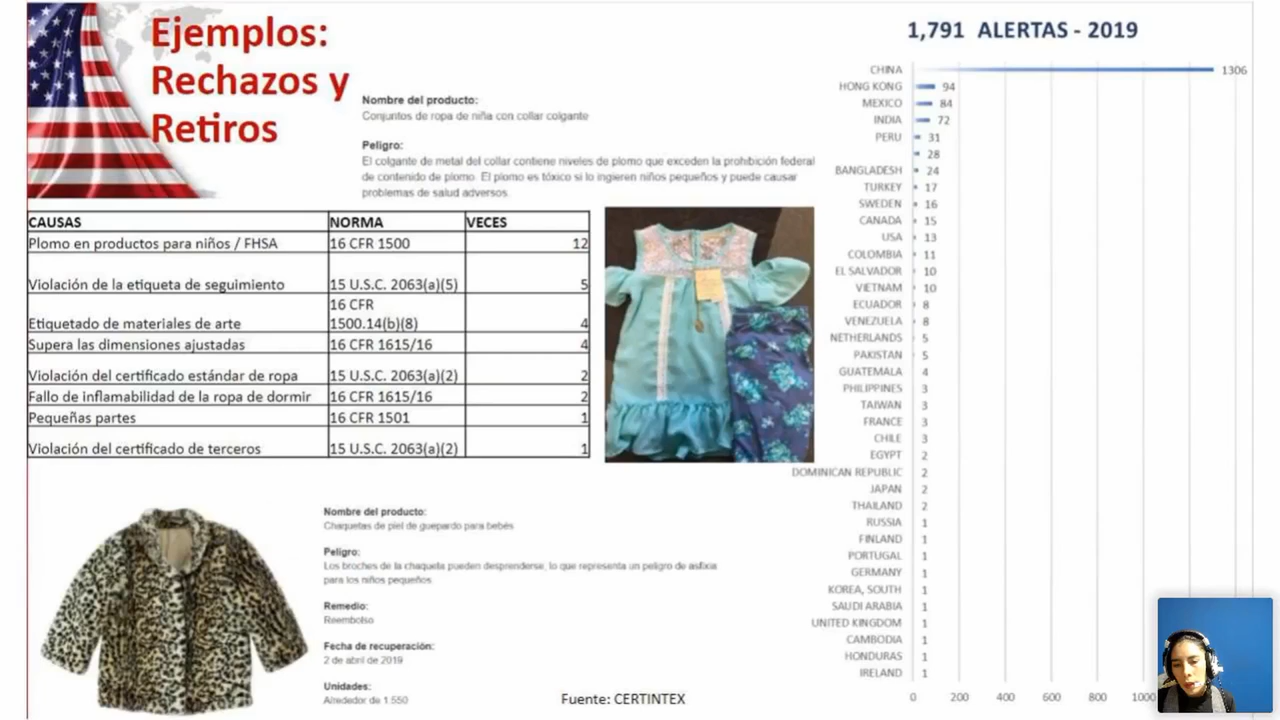 Ejemplos:
Rechazos y
Retiros
Nombre del producto:
Conjuntos de ropa de niña con collar colgante
Peligro:
El colgante de metal del collar contiene niveles de plomo que exceden la prohibición federal
de contenido de plomo. El plomo es tóxico si lo ingieren niños pequeños y puede causar
problemas de salud adversos.
CAUSAS NORMA VECES
Plomo en productos para niños / FHSA 16 CFR 1500 12
Violación de la etiqueta de seguimiento 15 U.S.C. 2063(a)(5) 5
Etiquetado de materiales de arte 16 CFR 1500.14(b)(8) 4
Supera las dimensiones ajustadas 16 CFR 1615/16 4
Violación del certificado estándar de ropa 15 U.S.C. 2063(a)(2) 2
Fallo de inflamabilidad de la ropa de dormir 16 CFR 1615/16 2
Pequeñas partes 16 CFR 1501 1
Violación del certificado de terceros 15 U.S.C. 2063(a)(2) 1
Nombre del producto:
Chaquetas de piel de guepardo para bebés
Peligro:
Los broches de la chaqueta pueden desprenderse, lo que representa un peligro de asfixia
para los niños pequeños.
Remedio:
Reembolso
Fecha de recuperación:
2 de abril de 2019
Unidades:
Alrededor de 1.550
Fuente: CERTINTEX
1,791 ALERTAS - 2019
CHINA 1306
HONG KONG 94
MEXICO 84
INDIA 72
PERU 31
28
BANGLADESH 24
TURKEY 17
SWEDEN 16
CANADA 15
USA 13
COLOMBIA 11
EL SALVADOR 10
VIETNAM 10
ECUADOR 8
VENEZUELA 8
NETHERLANDS 5
PAKISTAN 5
GUATEMALA 4
PHILIPPINES 3
TAIWAN 3
FRANCE 3
CHILE 3
EGYPT 2
DOMINICAN REPUBLIC 2
JAPAN 2
THAILAND 2
RUSSIA 1
FINLAND 1
PORTUGAL 1
GERMANY 1
KOREA, SOUTH 1
SAUDI ARABIA 1
UNITED KINGDOM 1
CAMBODIA 1
HONDURAS 1
IRELAND 1
0 200 400 600 800